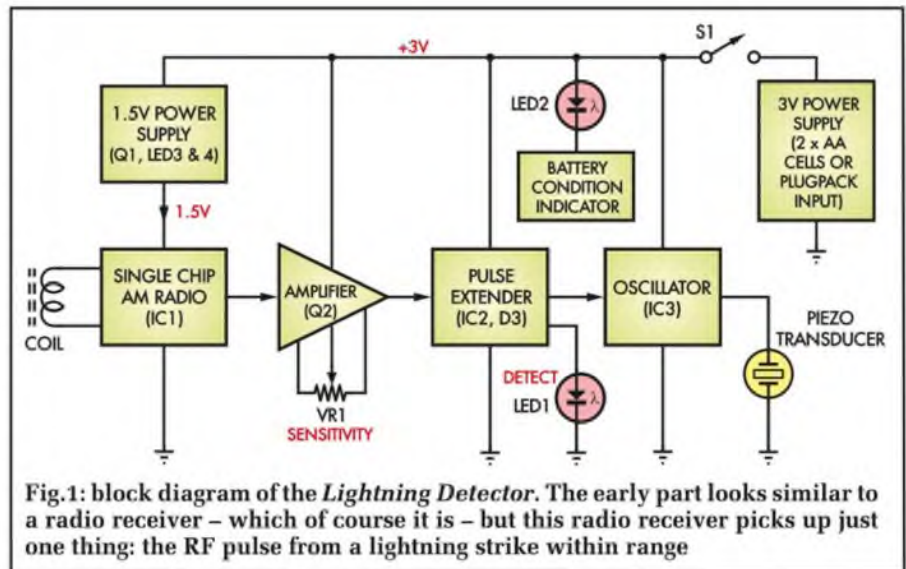 S1
+3V
1.5V POWER
SUPPLY
(Q1, LED3 & 4)
LED2
λ
3V POWER
SUPPLY
(2 x AA
CELLS OR
PLUGPACK
INPUT)
BATTERY
CONDITION
INDICATOR
1.5V
COIL
SINGLE CHIP
AM RADIO
(IC1)
AMPLIFIER
(Q2)
PULSE
EXTENDER
(IC2, D3)
OSCILLATOR
(IC3)
PIEZO
TRANSDUCER
VR1
SENSITIVITY
DETECT
LED1
λ
Fig.1: block diagram of the Lightning Detector. The early part looks similar to
a radio receiver – which of course it is – but this radio receiver picks up just
one thing: the RF pulse from a lightning strike within range